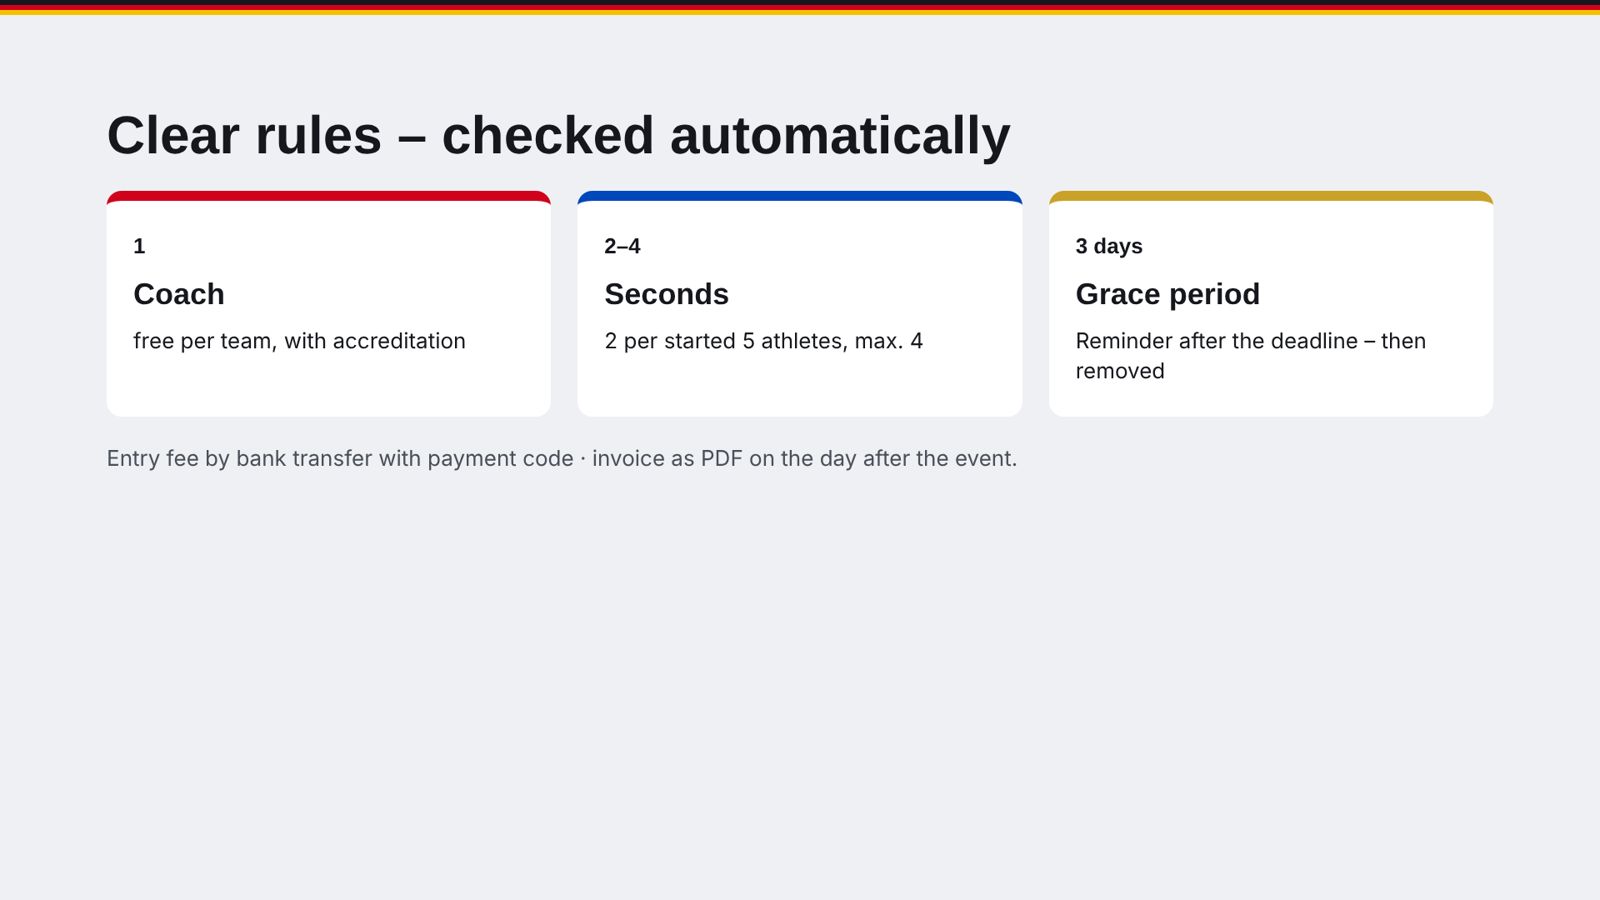 Clear rules – checked automatically
1
Coach
free per team, with accreditation
2–4
Seconds
2 per started 5 athletes, max. 4
3 days
Grace period
Reminder after the deadline – then
removed
Entry fee by bank transfer with payment code · invoice as PDF on the day after the event.